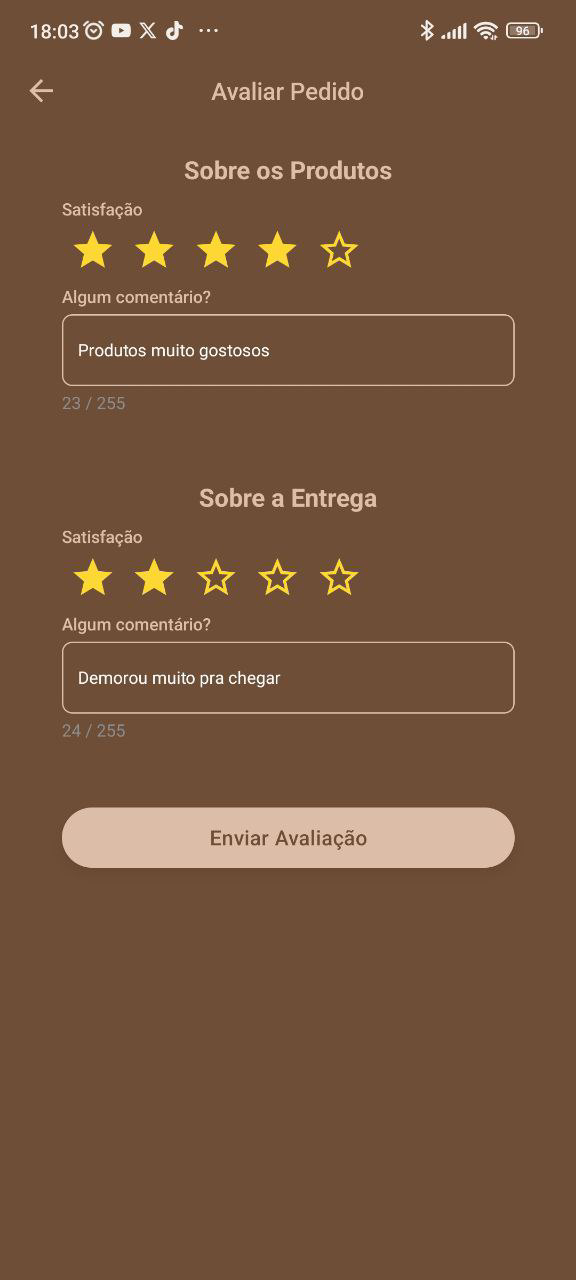 18:03 96
Avaliar Pedido
Sobre os Produtos
Satisfação
Algum comentário?
Produtos muito gostosos
23 / 255
Sobre a Entrega
Satisfação
Algum comentário?
Demorou muito pra chegar
24 / 255
Enviar Avaliação